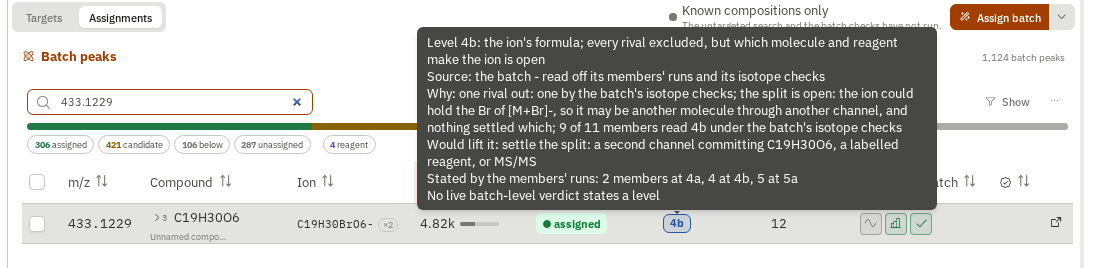 Targets
Assignments
Known compositions only
The untargeted search and the batch checks have not run.
Assign batch
Batch peaks
1,124 batch peaks
433.1229
Show
306 assigned
421 candidate
106 below
287 unassigned
4 reagent
Level 4b: the ion's formula; every rival excluded, but which molecule and reagent
make the ion is open
Source: the batch - read off its members' runs and its isotope checks
Why: one rival out: one by the batch's isotope checks; the split is open: the ion could
hold the Br of [M+Br]-, so it may be another molecule through another channel, and
nothing settled which; 9 of 11 members read 4b under the batch's isotope checks
Would lift it: settle the split: a second channel committing C19H30O6, a labelled
reagent, or MS/MS
Stated by the members' runs: 2 members at 4a, 4 at 4b, 5 at 5a
No live batch-level verdict states a level
m/z
Compound
Ion
433.1229
3 C19H30O6
C19H30BrO6-
×2
4.82k
assigned
4b
12
Unnamed compo...